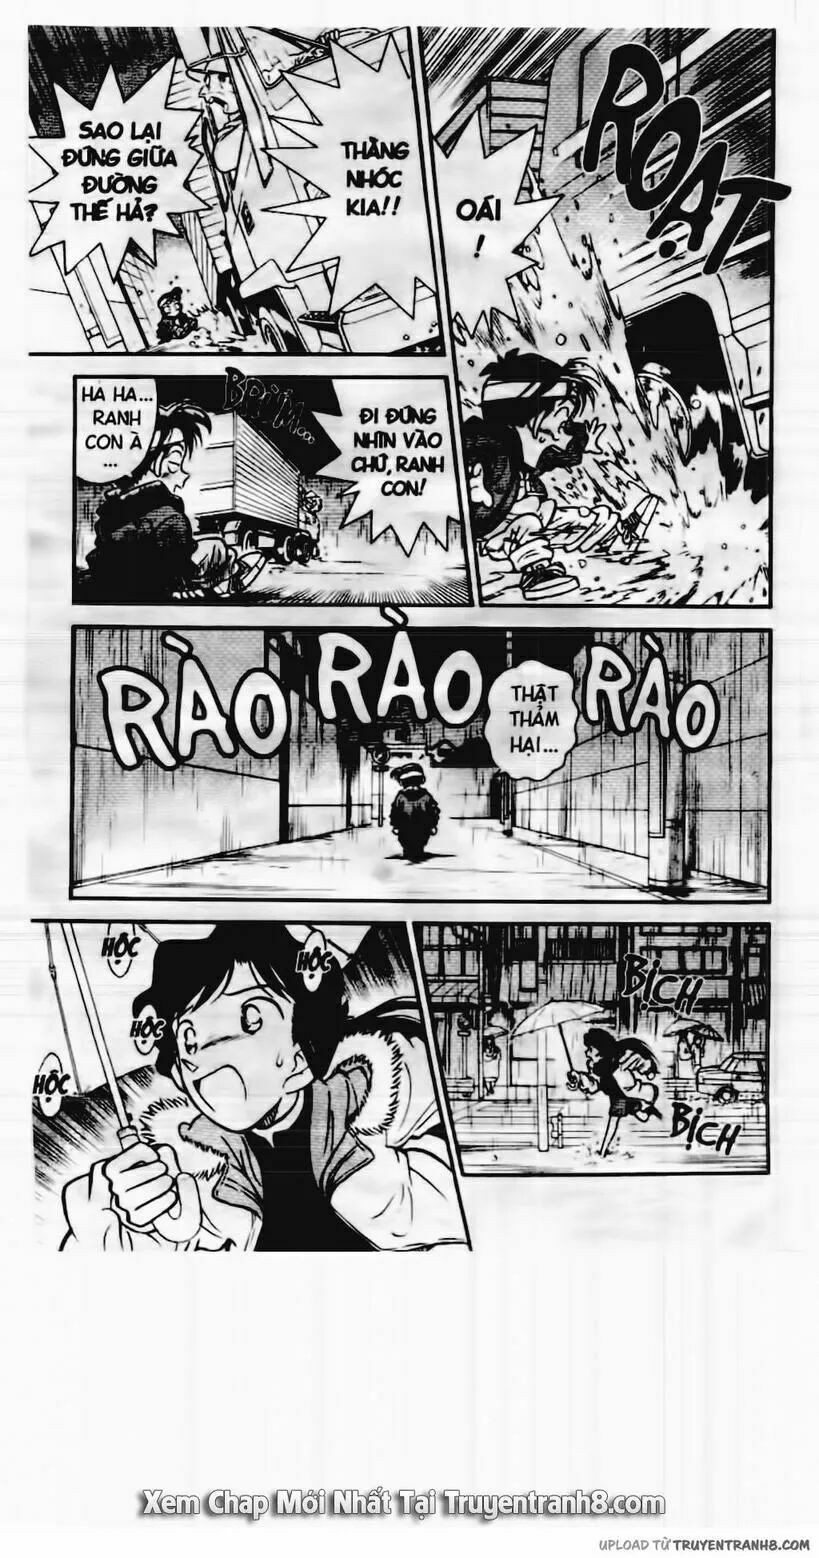 ROẠT
OÁI
!
THẰNG
NHÓC
KIA!!
SAO LẠI
ĐỨNG GIỮA
ĐƯỜNG
THẾ HẢ?
ĐI ĐỨNG
NHÌN VÀO
CHỨ, RANH
CON!
BRỪM...
HA HA...
RANH
CON À
...
RÀO
RÀO
THẬT
THẢM
HẠI...
RÀO
BỊCH
BỊCH
HỘC
HỘC
HỘC
HỘC
Xem Chap Mới Nhất Tại Truyentranh8.com
UPLOAD TỪ TRUYENTRANH8.COM